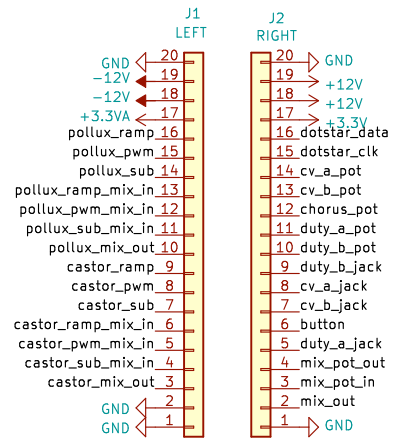 J1
LEFT
GND 20
-12V 19
-12V 18
+3.3VA 17
pollux_ramp 16
pollux_pwm 15
pollux_sub 14
pollux_ramp_mix_in 13
pollux_pwm_mix_in 12
pollux_sub_mix_in 11
pollux_mix_out 10
castor_ramp 9
castor_pwm 8
castor_sub 7
castor_ramp_mix_in 6
castor_pwm_mix_in 5
castor_sub_mix_in 4
castor_mix_out 3
GND 2
GND 1
J2
RIGHT
20 GND
19 +12V
18 +12V
17 +3.3V
16 dotstar_data
15 dotstar_clk
14 cv_a_pot
13 cv_b_pot
12 chorus_pot
11 duty_a_pot
10 duty_b_pot
9 duty_b_jack
8 cv_a_jack
7 cv_b_jack
6 button
5 duty_a_jack
4 mix_pot_out
3 mix_pot_in
2 mix_out
1 GND